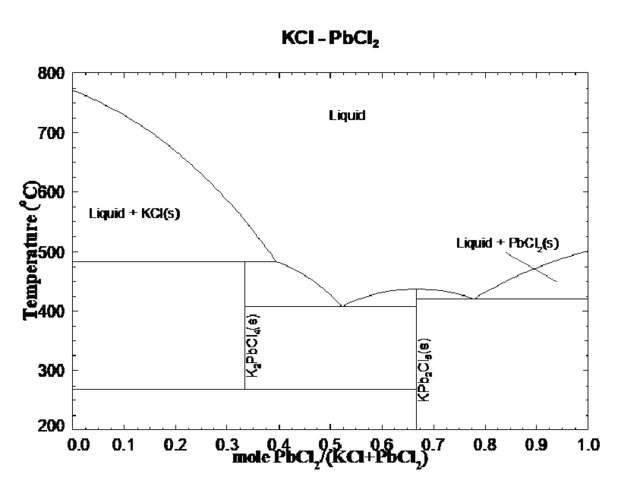 KCl - PbCl₂
800
700
600
500
400
300
200
Temperature (°C)
Liquid
Liquid + KCl(s)
Liquid + PbCl₂(s)
K₂PbCl₄(s)
KPb₂Cl₅(s)
0.0 0.1 0.2 0.3 0.4 0.5 0.6 0.7 0.8 0.9 1.0
mole PbCl₂/(KCl+PbCl₂)